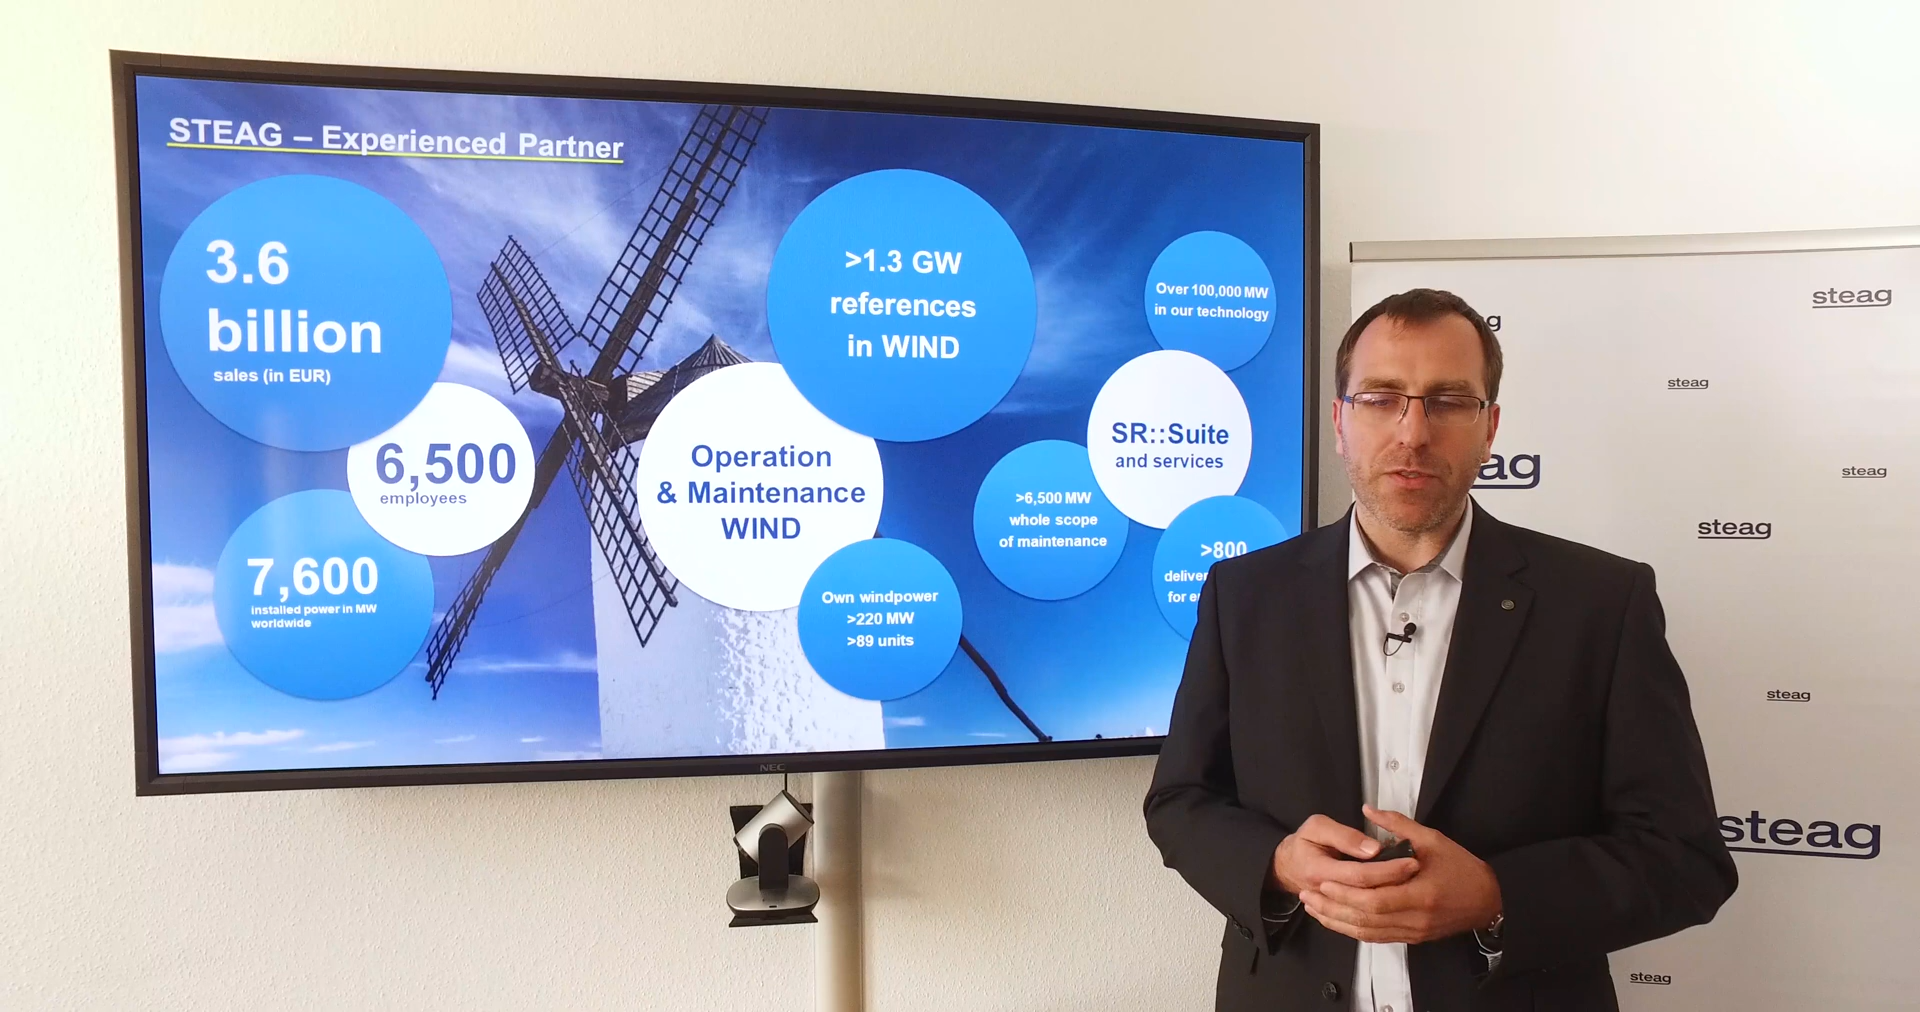 STEAG – Experienced Partner
3.6
billion
sales (in EUR)
6,500
employees
7,600
installed power in MW
worldwide
Operation
& Maintenance
WIND
>1.3 GW
references
in WIND
Own windpower
>220 MW
>89 units
Over 100,000 MW
in our technology
SR::Suite
and services
>6,500 MW
whole scope
of maintenance
>800
for
NEC
steag
steag
steag
steag
steag
steag
steag